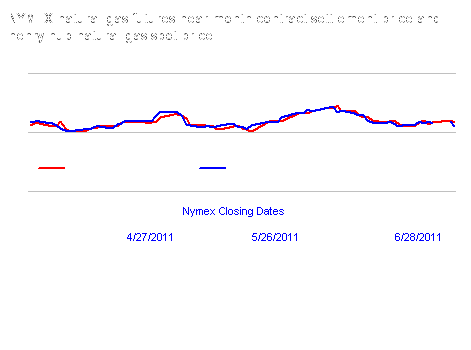 NYMEX natural gas futures near-month contract settlement price and
henry hub natural gas spot price
Nymex Closing Dates
4/27/2011 5/26/2011 6/28/2011